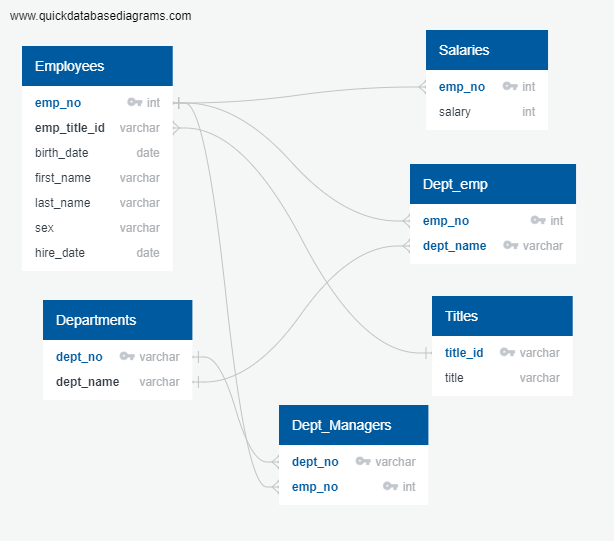 www.quickdatabasediagrams.com
Employees
emp_no int
emp_title_id varchar
birth_date date
first_name varchar
last_name varchar
sex varchar
hire_date date
Salaries
emp_no int
salary int
Dept_emp
emp_no int
dept_name varchar
Departments
dept_no varchar
dept_name varchar
Titles
title_id varchar
title varchar
Dept_Managers
dept_no varchar
emp_no int